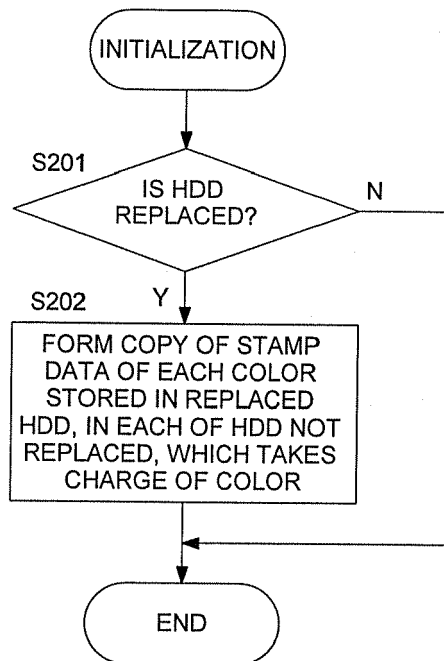 INITIALIZATION
S201
IS HDD
REPLACED?
N
Y
S202
FORM COPY OF STAMP
DATA OF EACH COLOR
STORED IN REPLACED
HDD, IN EACH OF HDD NOT
REPLACED, WHICH TAKES
CHARGE OF COLOR
END